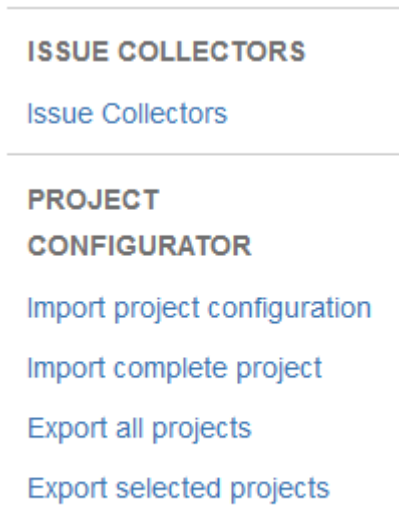 ISSUE COLLECTORS
Issue Collectors
PROJECT
CONFIGURATOR
Import project configuration
Import complete project
Export all projects
Export selected projects